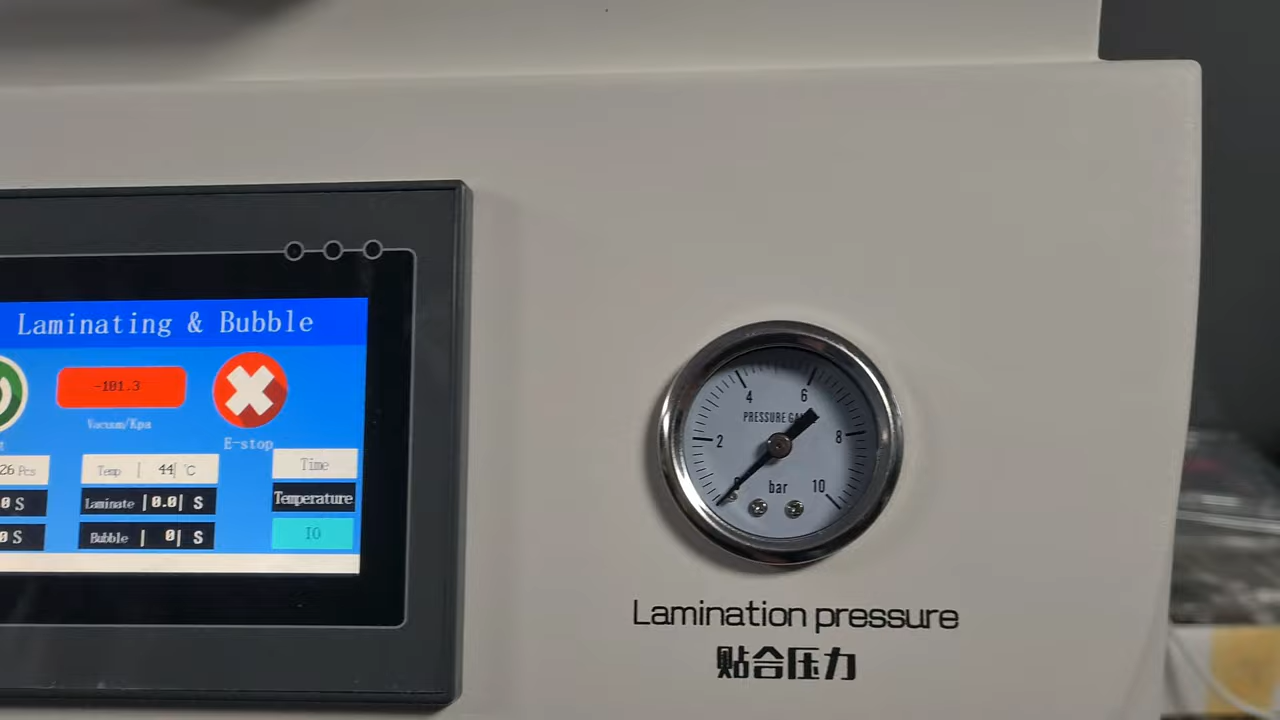 Laminating & Bubble
-101.3
Vacuum/Kpa
E-stop
26 Pcs
Temp 44 °C
Time
0 S
Laminate 0.0 S
Temperature
0 S
Bubble 0 S
IO
4
6
PRESSURE
2
8
0
bar
10
Lamination pressure
贴合压力